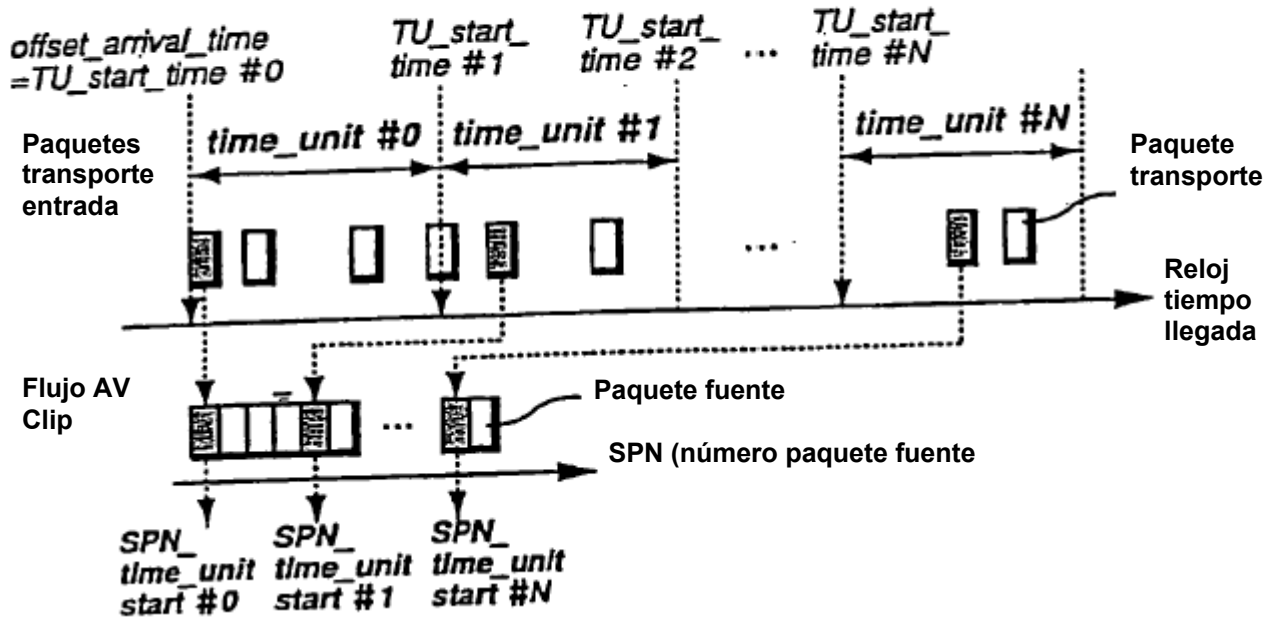 offset_arrival_time
=TU_start_time #0
TU_start_
time #1
TU_start_
time #2
...
TU_start_
time #N
time_unit #0
time_unit #1
time_unit #N
Paquetes
transporte
entrada
Paquete
transporte
...
Reloj
tiempo
llegada
Flujo AV
Clip
...
Paquete fuente
SPN (número paquete fuente
SPN_
time_unit
start #0
SPN_
time_unit
start #1
SPN_
time_unit
start #N